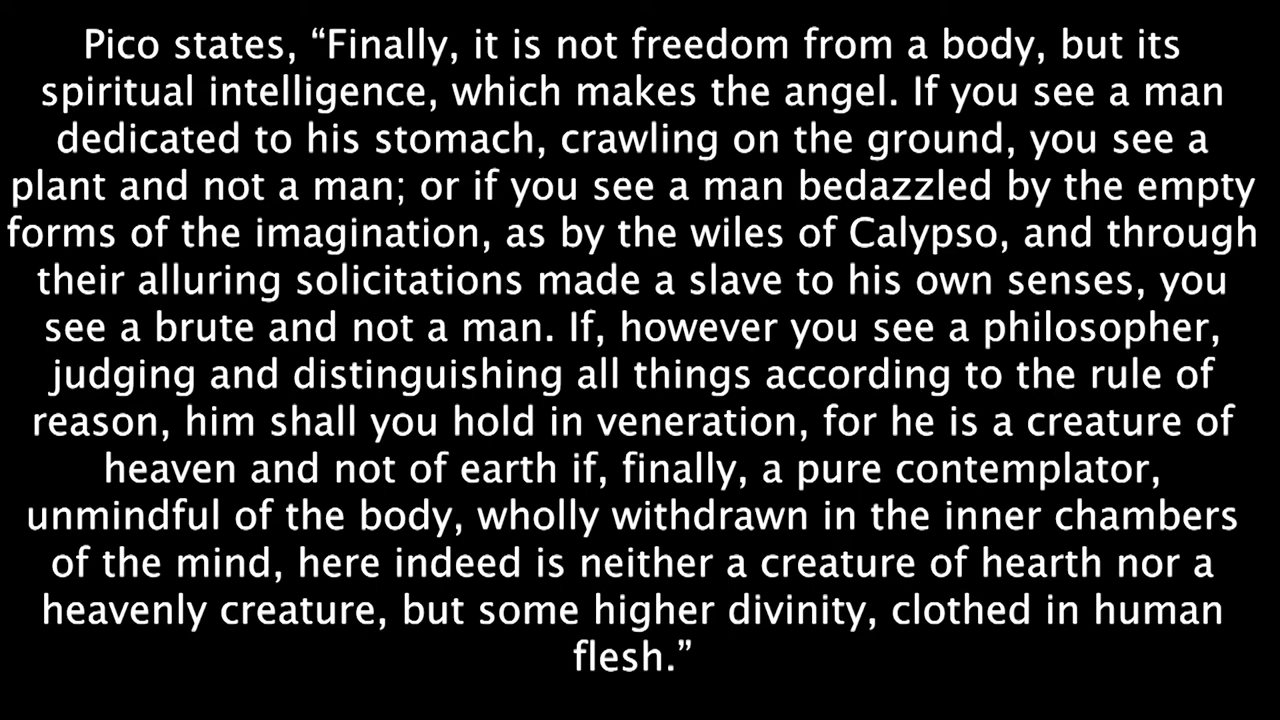 Pico states, “Finally, it is not freedom from a body, but its
spiritual intelligence, which makes the angel. If you see a man
dedicated to his stomach, crawling on the ground, you see a
plant and not a man; or if you see a man bedazzled by the empty
forms of the imagination, as by the wiles of Calypso, and through
their alluring solicitations made a slave to his own senses, you
see a brute and not a man. If, however you see a philosopher,
judging and distinguishing all things according to the rule of
reason, him shall you hold in veneration, for he is a creature of
heaven and not of earth if, finally, a pure contemplator,
unmindful of the body, wholly withdrawn in the inner chambers
of the mind, here indeed is neither a creature of hearth nor a
heavenly creature, but some higher divinity, clothed in human
flesh.”